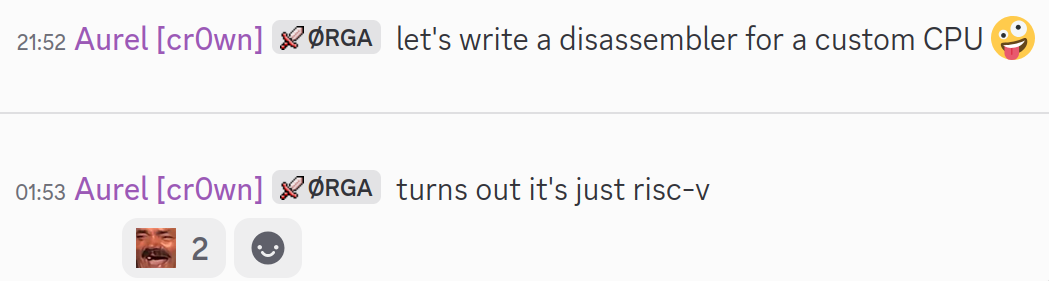 21:52 Aurel [cr0wn] ØRGA let's write a disassembler for a custom CPU 🤪
01:53 Aurel [cr0wn] ØRGA turns out it's just risc-v
2